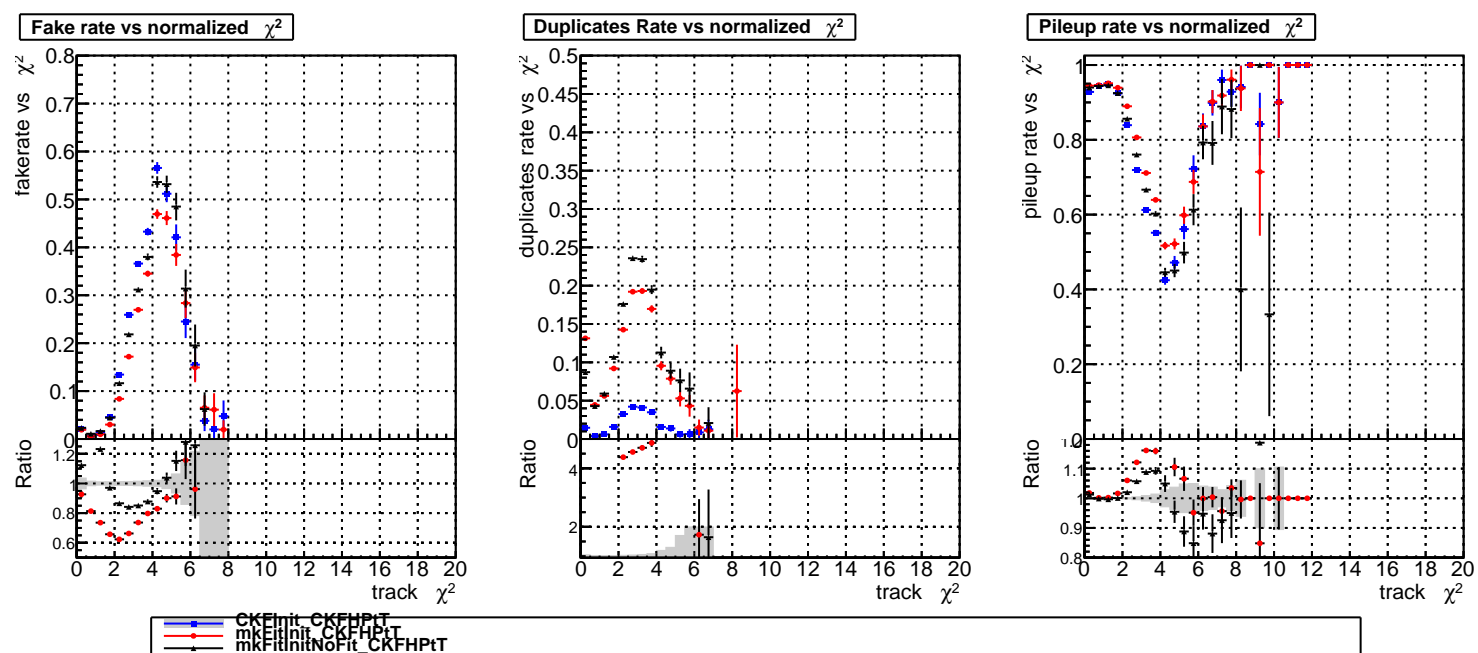 Fake rate vs normalized χ²
Duplicates Rate vs normalized χ²
Pileup rate vs normalized χ²
fakerate vs χ²
0.8
0.7
0.6
0.5
0.4
0.3
0.2
0.1
0
Ratio
1.2
1
0.8
0.6
0 2 4 6 8 10 12 14 16 18 20
track χ²
duplicates rate vs χ²
0.5
0.45
0.4
0.35
0.3
0.25
0.2
0.15
0.1
0.05
0
Ratio
4
2
0 2 4 6 8 10 12 14 16 18 20
track χ²
pileup rate vs χ²
1
0.8
0.6
0.4
0.2
0
Ratio
1.1
1
0.9
0.8
0 2 4 6 8 10 12 14 16 18 20
track χ²
CKFInit_CKFHPtT
mkFitInit_CKFHPtT
mkFitInitNoFit_CKFHPtT